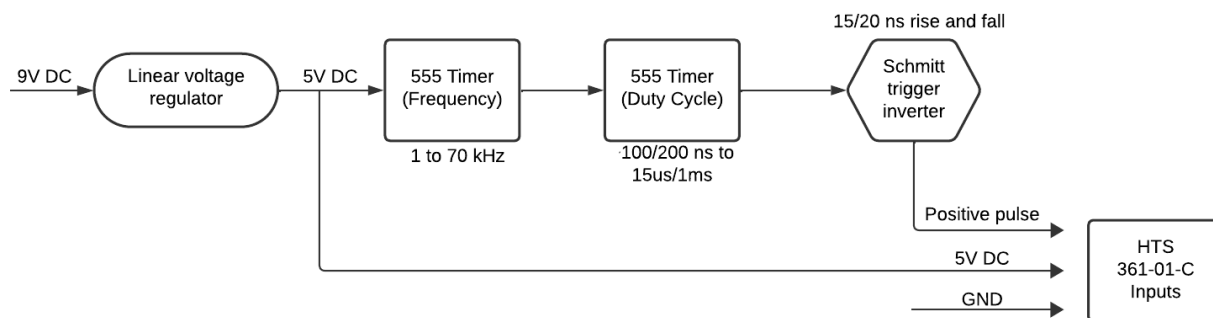 15/20 ns rise and fall
9V DC
Linear voltage
regulator
5V DC
555 Timer
(Frequency)
555 Timer
(Duty Cycle)
Schmitt
trigger
inverter
1 to 70 kHz
100/200 ns to
15us/1ms
Positive pulse
5V DC
GND
HTS
361-01-C
Inputs